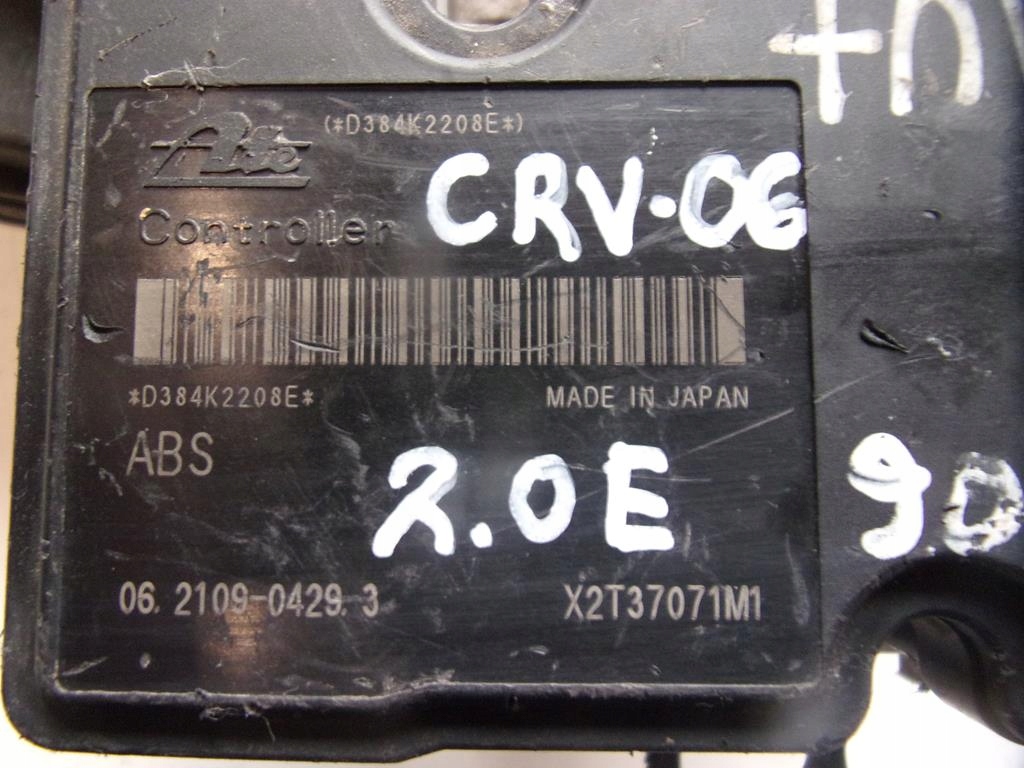 Ate
(*D384K2208E*)
CRV-06
Controller
*D384K2208E*
MADE IN JAPAN
ABS
2.0E
06.2109-0429.3
X2T37071M1